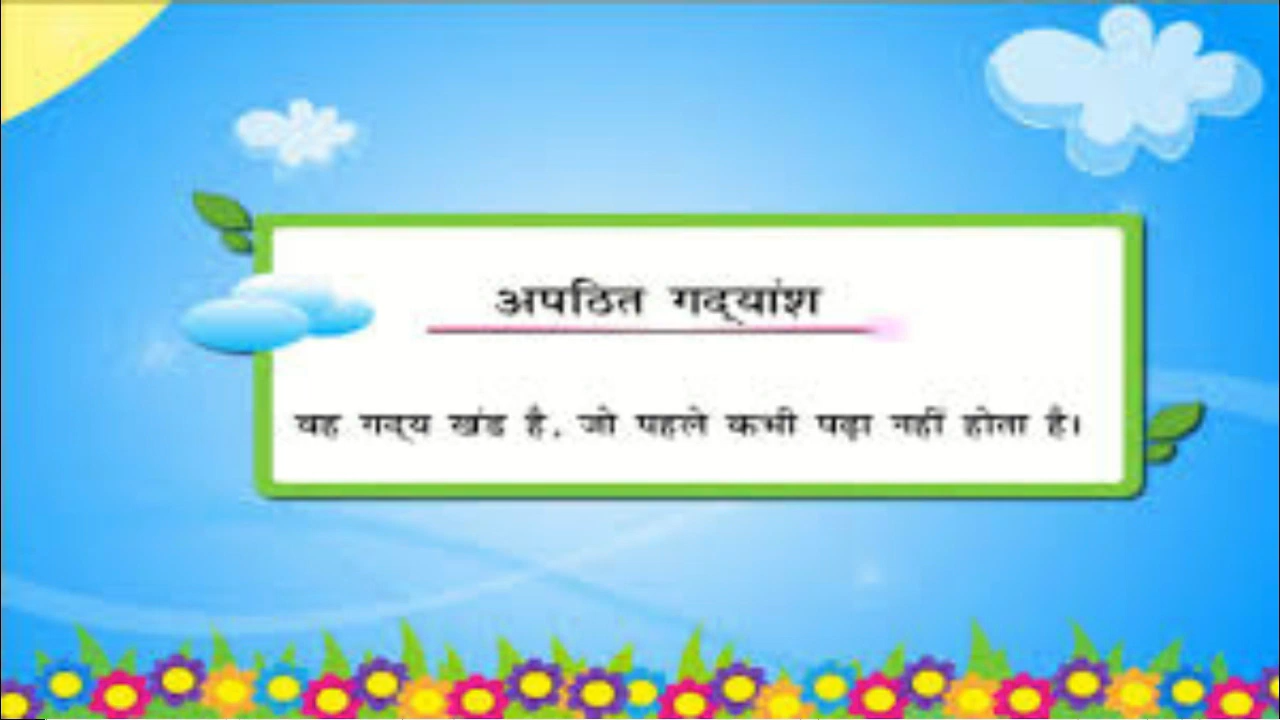 अपठित गद्‌यांश
वह गद्‌य खंड है, जो पहले कभी पढ़ा नहीं होता है।